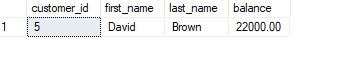 customer_id first_name last_name balance
1 5 David Brown 22000.00